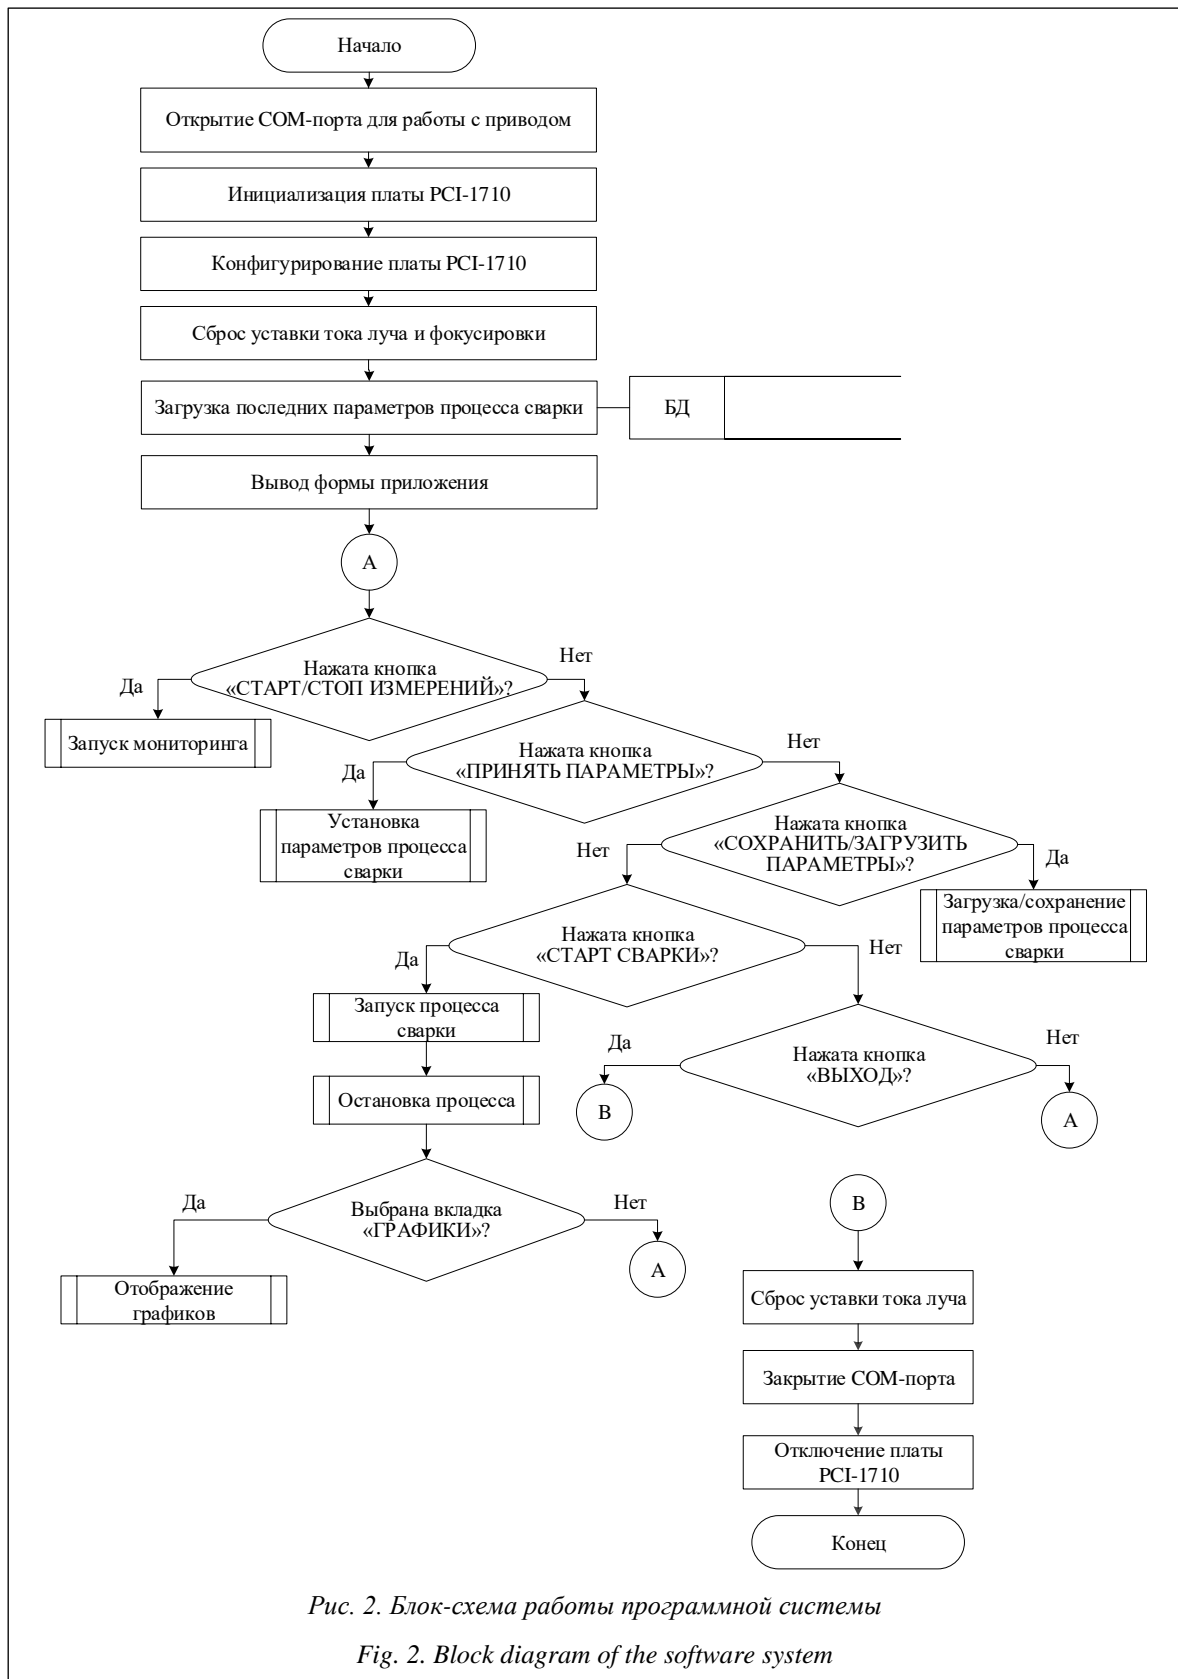 Начало
Открытие COM-порта для работы с приводом
Инициализация платы PCI-1710
Конфигурирование платы PCI-1710
Сброс уставки тока луча и фокусировки
Загрузка последних параметров процесса сварки
БД
Вывод формы приложения
А
Нажата кнопка
«СТАРТ/СТОП ИЗМЕРЕНИЙ»?
Да
Нет
Запуск мониторинга
Нажата кнопка
«ПРИНЯТЬ ПАРАМЕТРЫ»?
Да
Нет
Установка
параметров процесса
сварки
Нажата кнопка
«СОХРАНИТЬ/ЗАГРУЗИТЬ
ПАРАМЕТРЫ»?
Нет
Да
Загрузка/сохранение
параметров процесса
сварки
Нажата кнопка
«СТАРТ СВАРКИ»?
Да
Нет
Запуск процесса
сварки
Остановка процесса
Нажата кнопка
«ВЫХОД»?
Да
Нет
В
А
Выбрана вкладка
«ГРАФИКИ»?
Да
Нет
А
Отображение
графиков
В
Сброс уставки тока луча
Закрытие COM-порта
Отключение платы
PCI-1710
Конец
Рис. 2. Блок-схема работы программной системы
Fig. 2. Block diagram of the software system